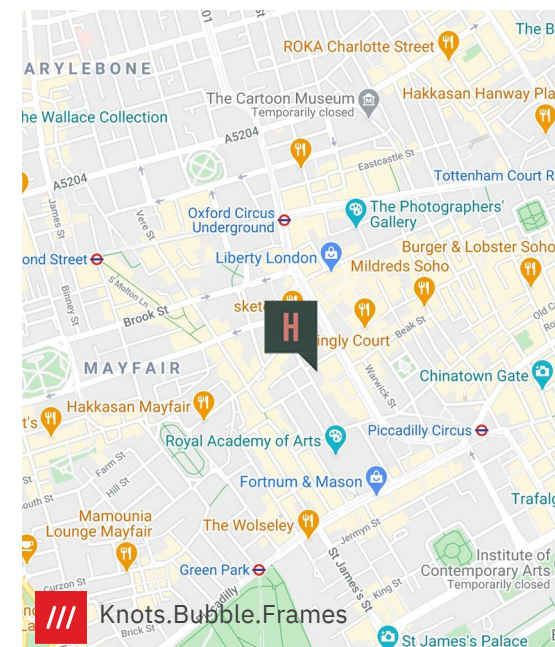 01
St
The B
ROKA Charlotte Street
ARYLEBONE
The Cartoon Museum
Temporarily closed
Hakkasan Hanway Pla
he Wallace Collection
A5204
Eastcastle St
A5204
Tottenham Court R
James St
Vere St
Oxford Circus
Underground
The Photographers'
Gallery
ond Street
Liberty London
Burger & Lobster Soho
Mildreds Soho
S Molton Ln
Binney St
Brook St
sket
H
ingly Court
Beak St
Old C
MAYFAIR
Warwick St
Chinatown Gate
Hakkasan Mayfair
t's
Royal Academy of Arts
Piccadilly Circus
Farm St
Hill St
Fortnum & Mason
outh St
Trafalg
Mamounia
Lounge Mayfair
The Wolseley
Jermyn St
St James's St
Green Park
Institute of
Contemporary Arts
Temporarily closed
King St
Curzon St
adilly
Knots.Bubble.Frames
Brick St
St James's Palace